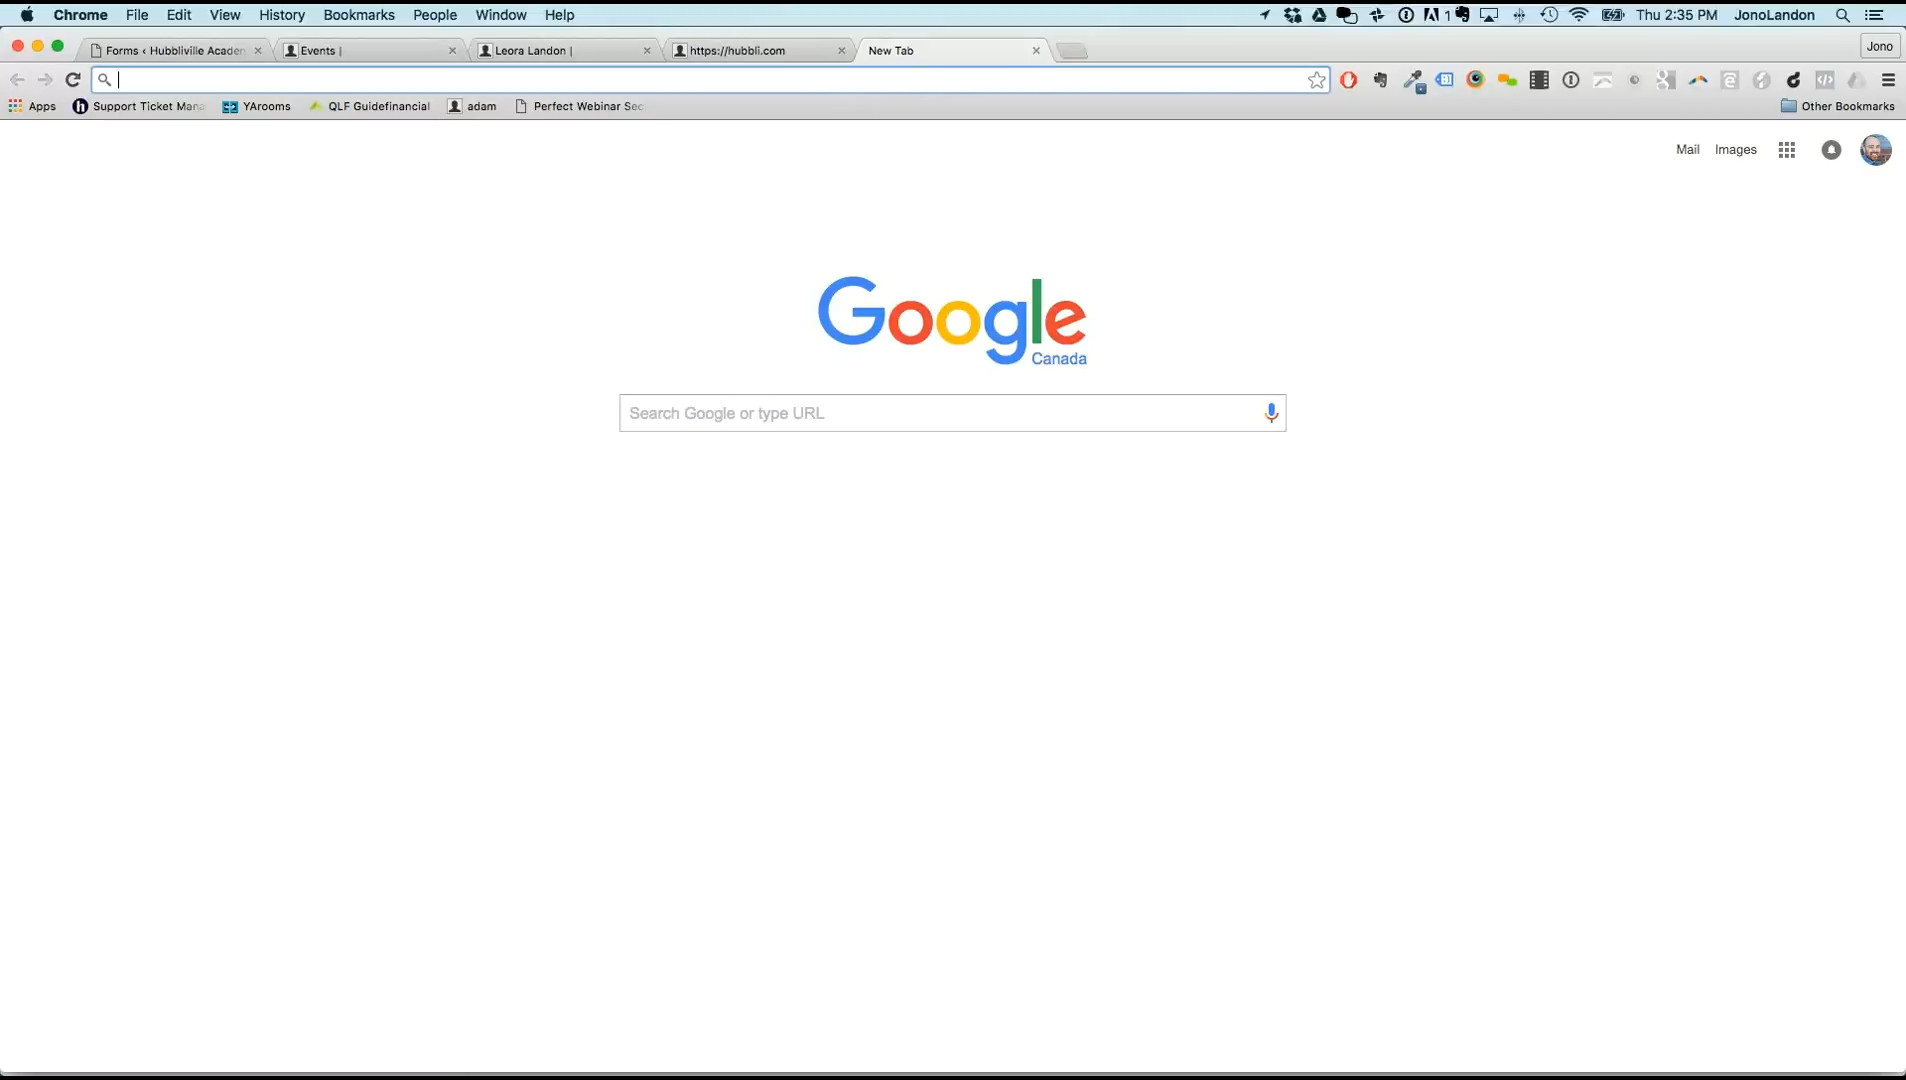 Chrome File Edit View History Bookmarks People Window Help 1 Thu 2:35 PM JonoLandon
Forms ‹ Hubbliville Academ Events | Leora Landon | https://hubbli.com New Tab Jono
Apps Support Ticket Mana YArooms QLF Guidefinancial adam Perfect Webinar Sec Other Bookmarks
Mail Images
Google
Canada
Search Google or type URL